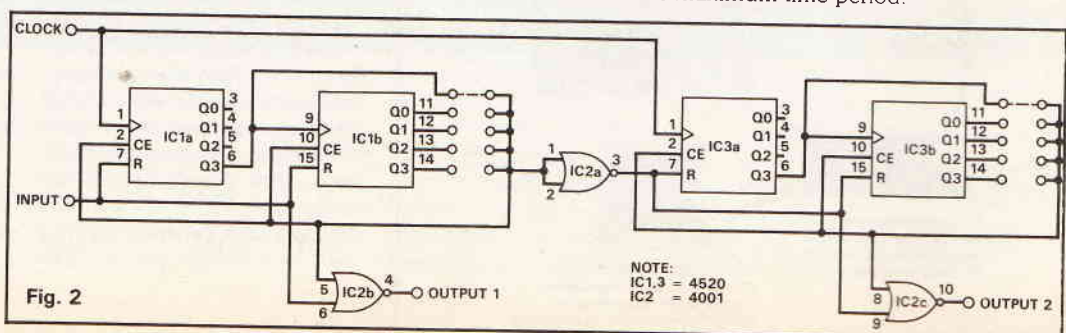 minimum time period.
CLOCK
INPUT
1
2
7
IC1a
CE
R
Q0
Q1
Q2
Q3
3
4
5
6
9
10
15
IC1b
CE
R
Q0
Q1
Q2
Q3
11
12
13
14
1
2
IC2a
3
1
2
7
IC3a
CE
R
Q0
Q1
Q2
Q3
3
4
5
6
9
10
15
IC3b
CE
R
Q0
Q1
Q2
Q3
11
12
13
14
5
6
IC2b
4
OUTPUT 1
NOTE:
IC1,3 = 4520
IC2 = 4001
8
9
IC2c
10
OUTPUT 2
Fig. 2